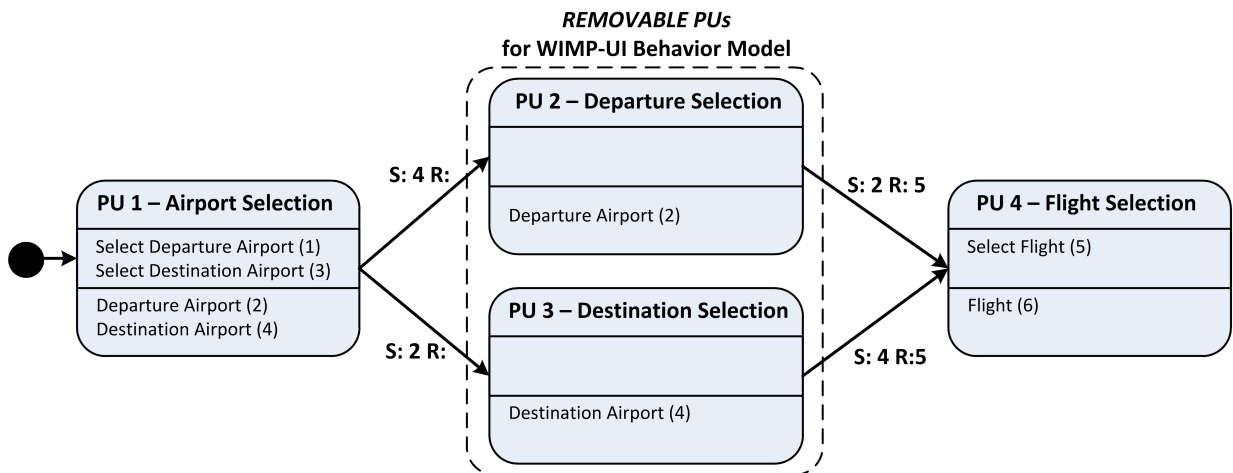 REMOVABLE PUs
for WIMP-UI Behavior Model
PU 2 – Departure Selection
Departure Airport (2)
S: 4 R:
S: 2 R: 5
PU 1 – Airport Selection
Select Departure Airport (1)
Select Destination Airport (3)
Departure Airport (2)
Destination Airport (4)
PU 4 – Flight Selection
Select Flight (5)
Flight (6)
PU 3 – Destination Selection
Destination Airport (4)
S: 2 R:
S: 4 R:5